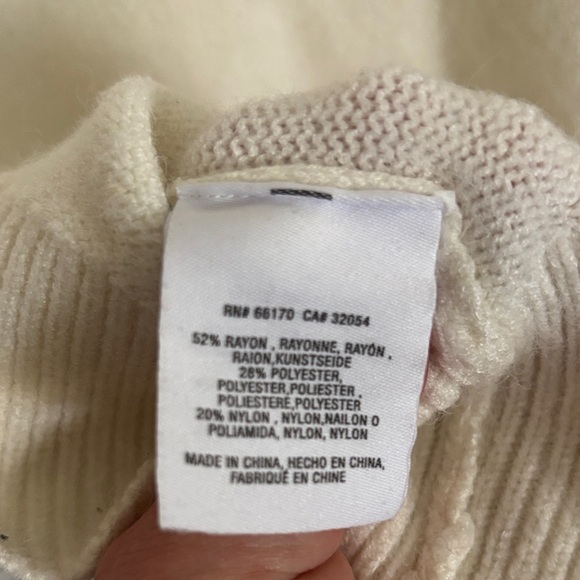 RN# 66170 CA# 32054
52% RAYON , RAYONNE, RAYÓN ,
RAION,KUNSTSEIDE
28% POLYESTER,
POLYESTER,POLIESTER ,
POLIESTERE,POLYESTER
20% NYLON , NYLON,NAILON O
POLIAMIDA, NYLON, NYLON
MADE IN CHINA, HECHO EN CHINA,
FABRIQUÉ EN CHINE